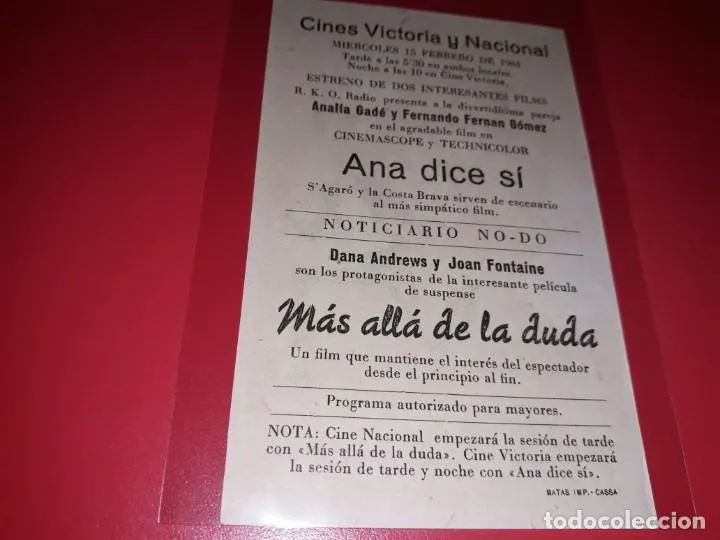 Cines Victoria y Nacional
MIERCOLES 15 FEBRERO DE 1961
Tarde a las 5'30 en ambos locales.
Noche a las 10 en Cine Victoria.
ESTRENO DE DOS INTERESANTES FILMS
R. K. O. Radio presenta a la divertidísima pareja
Analía Gadé y Fernando Fernan Gómez
en el agradable film en
CINEMASCOPE y TECHNICOLOR
Ana dice sí
S'Agaró y la Costa Brava sirven de escenario
al más simpático film.
NOTICIARIO NO-DO
Dana Andrews y Joan Fontaine
son los protagonistas de la interesante película
de suspense
Más allá de la duda
Un film que mantiene el interés del espectador
desde el principio al fin.
Programa autorizado para mayores.
NOTA: Cine Nacional empezará la sesión de tarde
con «Más allá de la duda». Cine Victoria empezará
la sesión de tarde y noche con «Ana dice sí».
MATAS IMP.-CASSA
todocoleccion